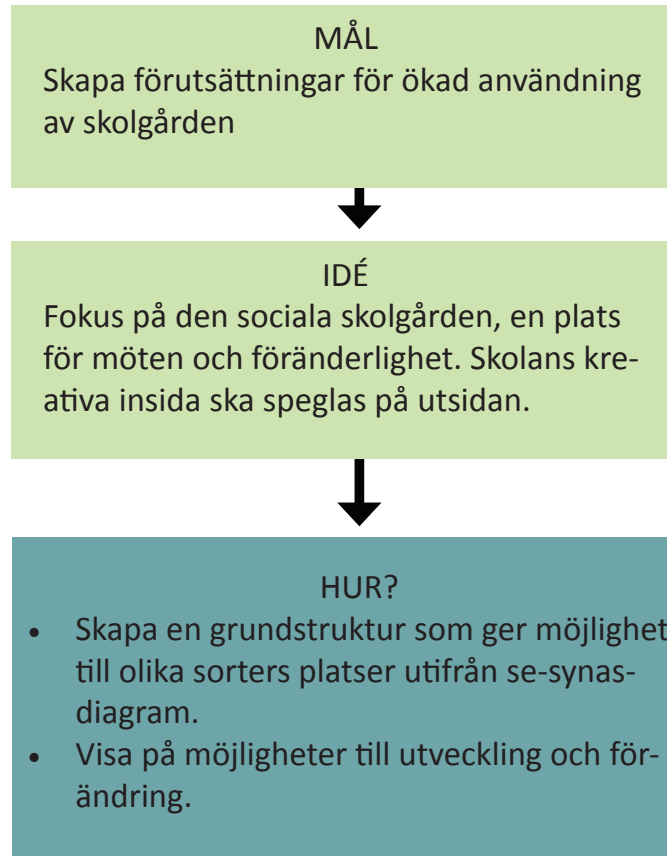 MÅL
Skapa förutsättningar för ökad användning
av skolgården
IDÉ
Fokus på den sociala skolgården, en plats
för möten och föränderlighet. Skolans kre-
ativa insida ska speglas på utsidan.
HUR?
• Skapa en grundstruktur som ger möjlighet
till olika sorters platser utifrån se-synas-
diagram.
• Visa på möjligheter till utveckling och för-
ändring.